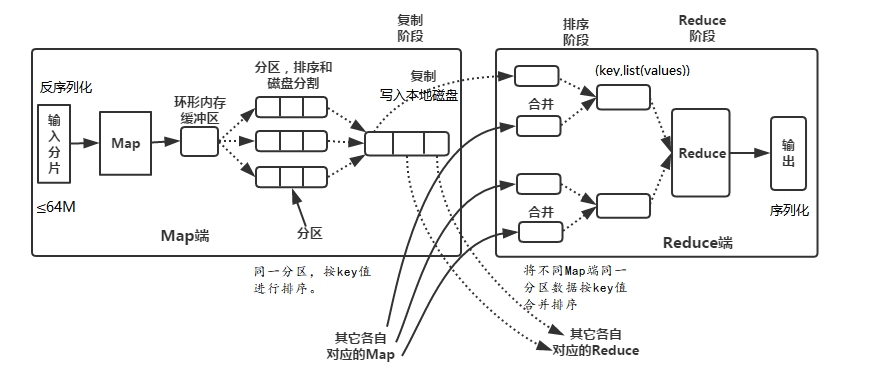 复制
阶段
排序
阶段
Reduce
阶段
反序列化
输
入
分
片
≤64M
Map
环形内存
缓冲区
分区，排序和
磁盘分割
分区
复制
写入本地磁盘
Map端
同一分区，按key值
进行排序。
合并
合并
(key,list(values))
Reduce
输
出
序列化
Reduce端
将不同Map端同一
分区数据按key值
合并排序
其它各自
对应的Map
其它各自
对应的Reduce